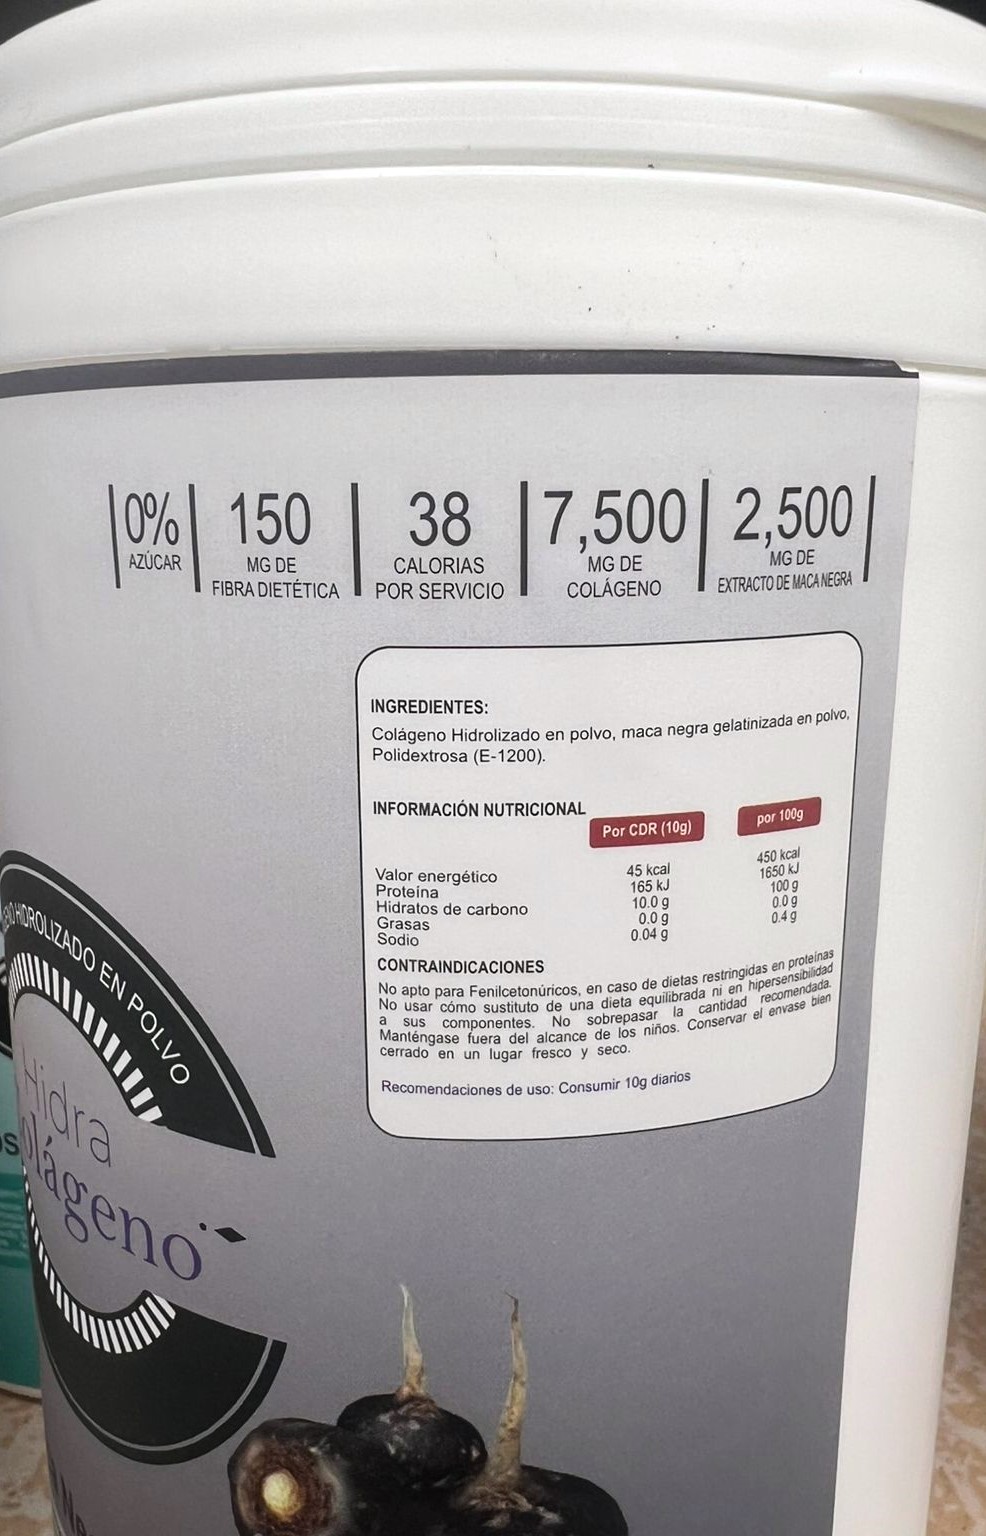 0%
AZÚCAR
150
MG DE
FIBRA DIETÉTICA
38
CALORIAS
POR SERVICIO
7,500
MG DE
COLÁGENO
2,500
MG DE
EXTRACTO DE MACA NEGRA
INGREDIENTES:
Colágeno Hidrolizado en polvo, maca negra gelatinizada en polvo,
Polidextrosa (E-1200).
INFORMACIÓN NUTRICIONAL
Por CDR (10g) por 100g
Valor energético 45 kcal 450 kcal
Proteína 165 kJ 1650 kJ
Hidratos de carbono 10.0 g 100 g
Grasas 0.0 g 0.0 g
Sodio 0.04 g 0.4 g
CONTRAINDICACIONES
No apto para Fenilcetonúricos, en caso de dietas restringidas en proteínas
No usar cómo sustituto de una dieta equilibrada ni en hipersensibilidad
a sus componentes. No sobrepasar la cantidad recomendada.
Manténgase fuera del alcance de los niños. Conservar el envase bien
cerrado en un lugar fresco y seco.
Recomendaciones de uso: Consumir 10g diarios
HIDROLIZADO EN POLVO
Hidra
olágeno